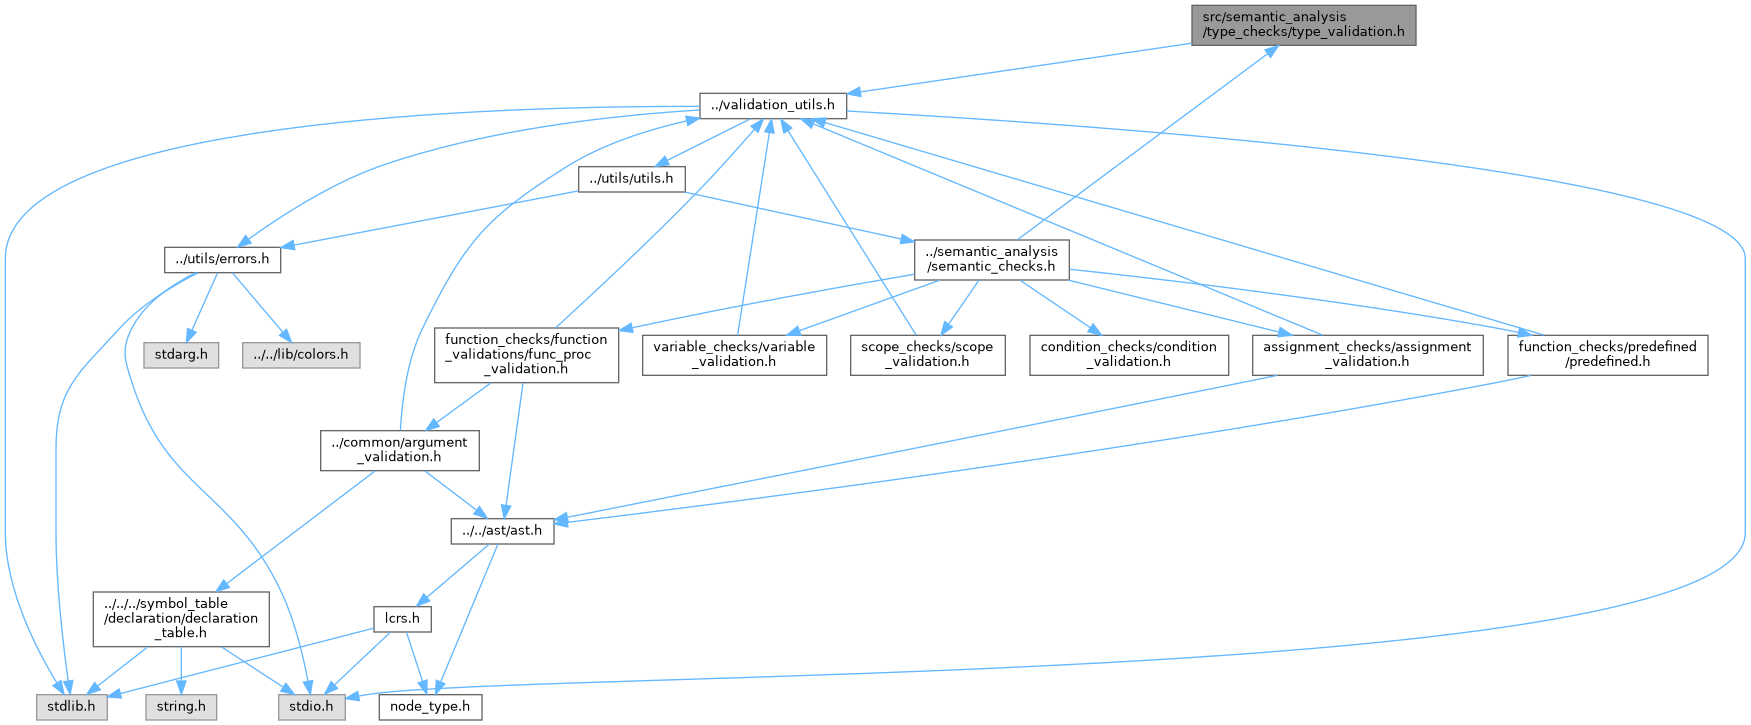 src/semantic_analysis
/type_checks/type_validation.h
../validation_utils.h
../utils/utils.h
../utils/errors.h
../semantic_analysis
/semantic_checks.h
stdarg.h
../../lib/colors.h
function_checks/function
_validations/func_proc
_validation.h
variable_checks/variable
_validation.h
scope_checks/scope
_validation.h
condition_checks/condition
_validation.h
assignment_checks/assignment
_validation.h
function_checks/predefined
/predefined.h
../common/argument
_validation.h
../../ast/ast.h
../../../symbol_table
/declaration/declaration
_table.h
lcrs.h
stdlib.h
string.h
stdio.h
node_type.h